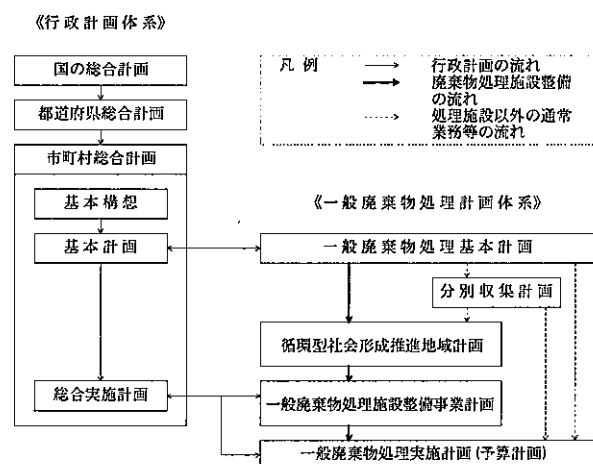 《行政計画体系》
国の総合計画
都道府県総合計画
市町村総合計画
基本構想
基本計画
総合実施計画
凡例
行政計画の流れ
廃棄物処理施設整備
の流れ
処理施設以外の通常
業務等の流れ
《一般廃棄物処理計画体系》
一般廃棄物処理基本計画
分別収集計画
循環型社会形成推進地域計画
一般廃棄物処理施設整備事業計画
一般廃棄物処理実施計画(予算計画)